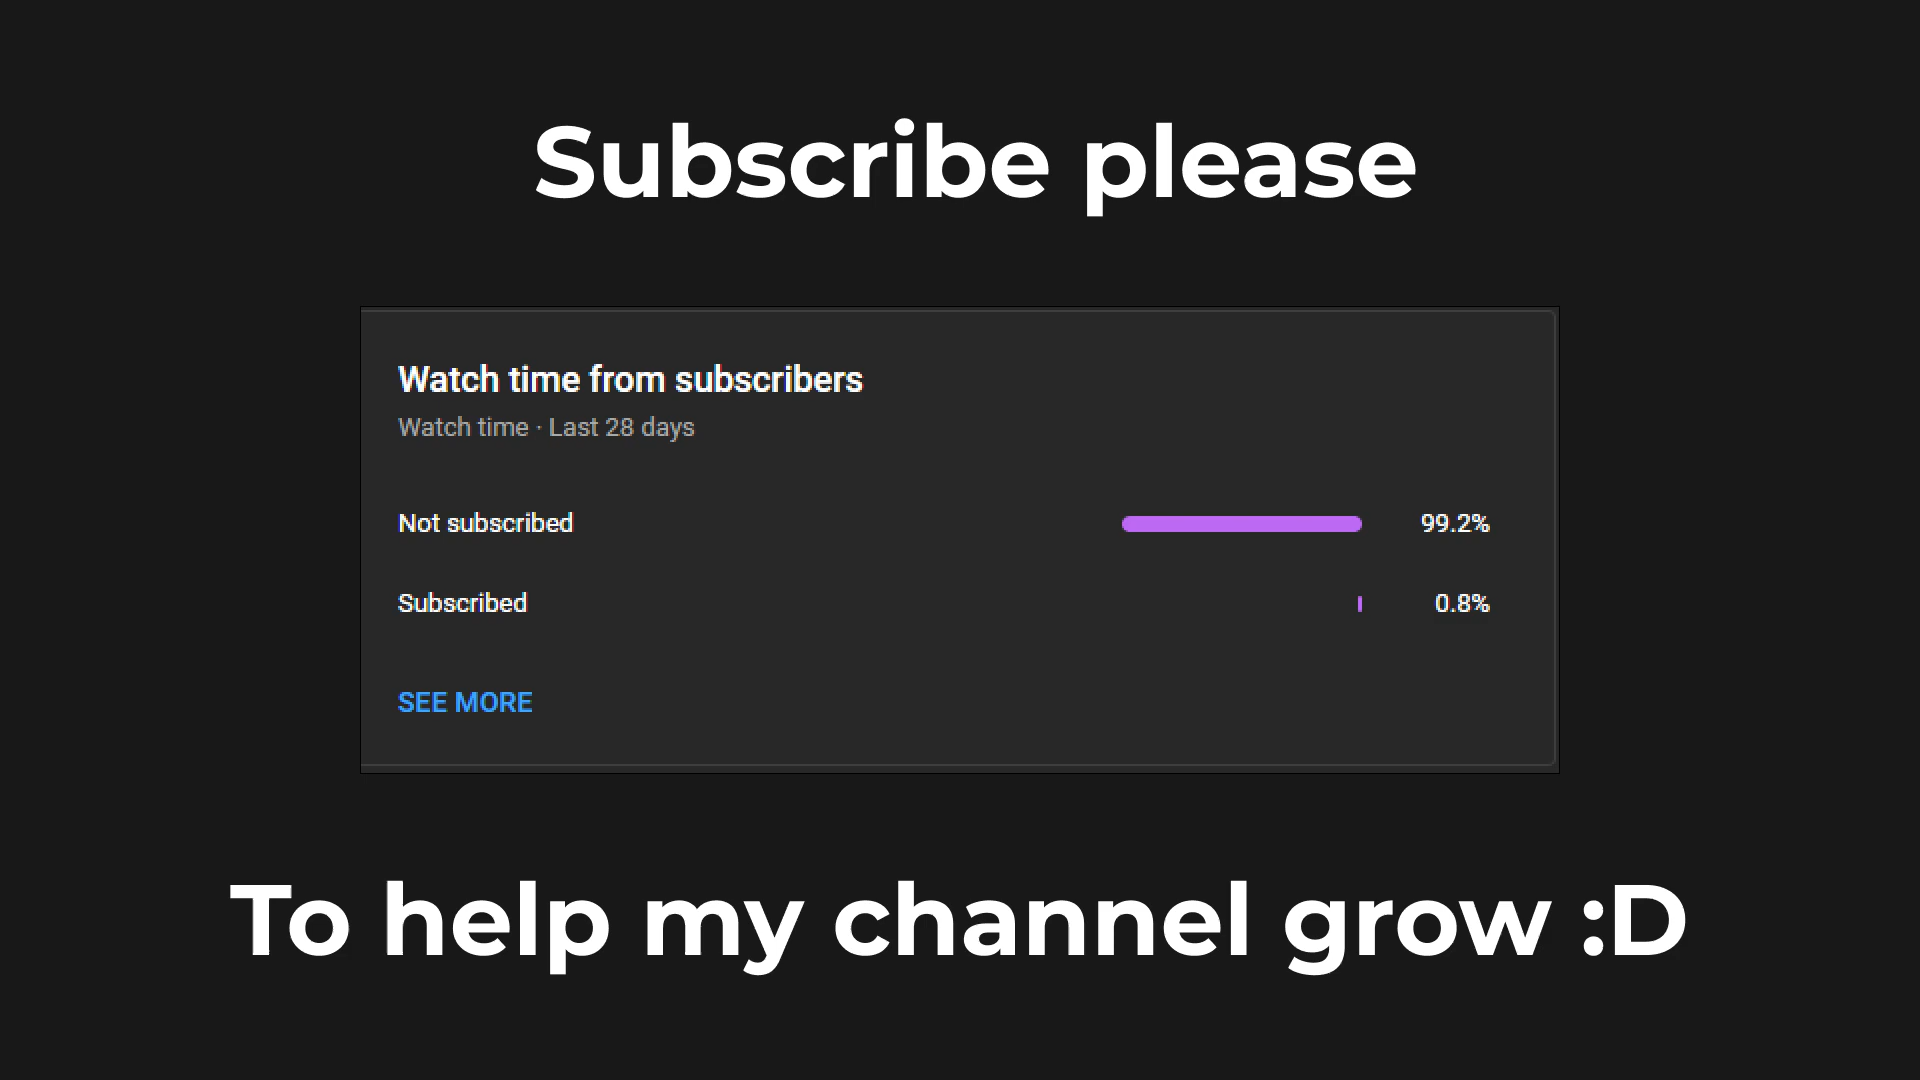 Subscribe please
Watch time from subscribers
Watch time · Last 28 days
Not subscribed 99.2%
Subscribed 0.8%
SEE MORE
To help my channel grow :D